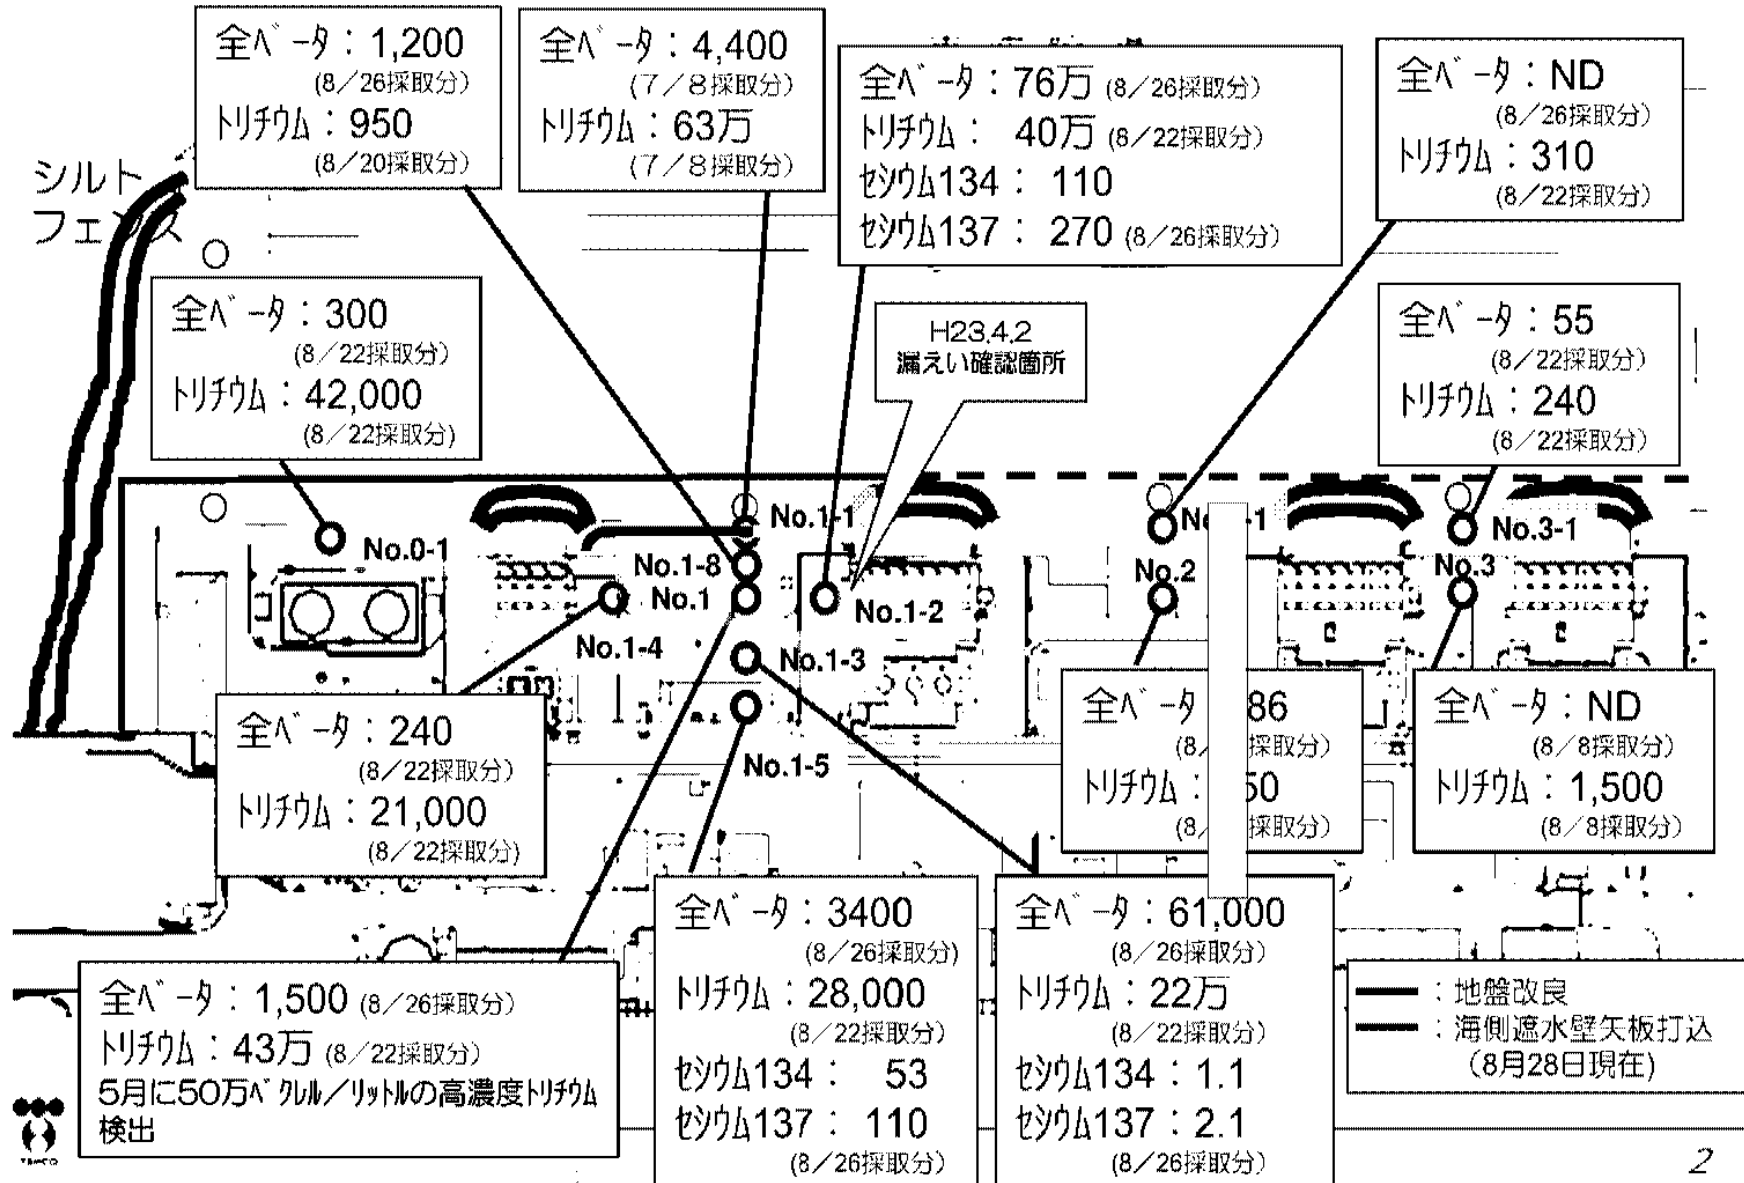 全ﾍﾞｰﾀ：1,200
(8／26採取分)
ﾄﾘﾁｳﾑ：950
(8／20採取分)
全ﾍﾞｰﾀ：4,400
(7／8採取分)
ﾄﾘﾁｳﾑ：63万
(7／8採取分)
全ﾍﾞｰﾀ：76万 (8／26採取分)
ﾄﾘﾁｳﾑ： 40万 (8／22採取分)
ｾｼｳﾑ134： 110
ｾｼｳﾑ137： 270 (8／26採取分)
全ﾍﾞｰﾀ：ND
(8／26採取分)
ﾄﾘﾁｳﾑ：310
(8／22採取分)
シルト
フェンス
全ﾍﾞｰﾀ：300
(8／22採取分)
ﾄﾘﾁｳﾑ：42,000
(8／22採取分)
H23.4.2
漏えい確認箇所
全ﾍﾞｰﾀ：55
(8／22採取分)
ﾄﾘﾁｳﾑ：240
(8／22採取分)
No.0-1
No.1-1
No.1-8
No.1
No.1-2
No.1-4
No.1-3
No.1-5
No.2
No.3-1
No.3
全ﾍﾞｰﾀ：240
(8／22採取分)
ﾄﾘﾁｳﾑ：21,000
(8／22採取分)
全ﾍﾞｰﾀ 86
(8／ 採取分)
ﾄﾘﾁｳﾑ： 50
(8／ 採取分)
全ﾍﾞｰﾀ：ND
(8／8採取分)
ﾄﾘﾁｳﾑ：1,500
(8／8採取分)
全ﾍﾞｰﾀ：1,500 (8／26採取分)
ﾄﾘﾁｳﾑ：43万 (8／22採取分)
5月に50万ﾍﾞｸﾚﾙ／ﾘｯﾄﾙの高濃度ﾄﾘﾁｳﾑ
検出
全ﾍﾞｰﾀ：3400
(8／26採取分)
ﾄﾘﾁｳﾑ：28,000
(8／22採取分)
ｾｼｳﾑ134： 53
ｾｼｳﾑ137： 110
(8／26採取分)
全ﾍﾞｰﾀ：61,000
(8／26採取分)
ﾄﾘﾁｳﾑ：22万
(8／22採取分)
ｾｼｳﾑ134：1.1
ｾｼｳﾑ137：2.1
(8／26採取分)
：地盤改良
：海側遮水壁矢板打込
(8月28日現在)
TEPCO
2